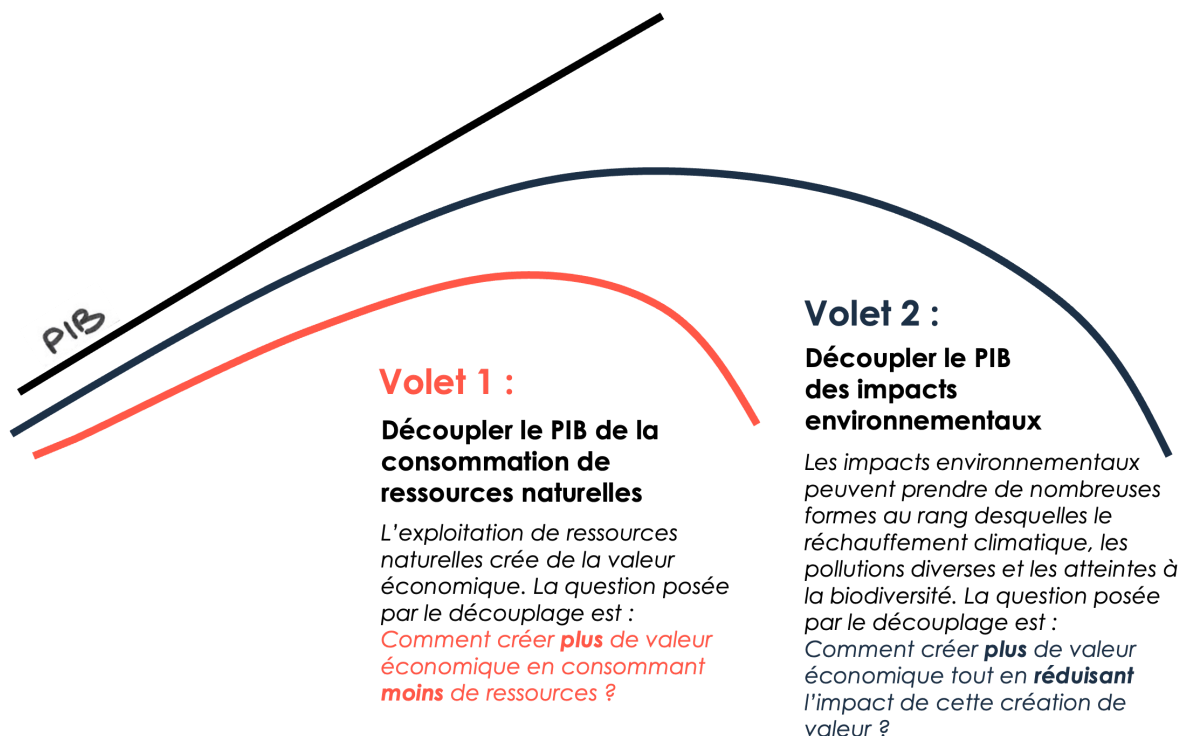 PIB
Volet 1 :
Découpler le PIB de la
consommation de
ressources naturelles
L’exploitation de ressources
naturelles crée de la valeur
économique. La question posée
par le découplage est :
Comment créer plus de valeur
économique en consommant
moins de ressources ?
Volet 2 :
Découpler le PIB
des impacts
environnementaux
Les impacts environnementaux
peuvent prendre de nombreuses
formes au rang desquelles le
réchauffement climatique, les
pollutions diverses et les atteintes à
la biodiversité. La question posée
par le découplage est :
Comment créer plus de valeur
économique tout en réduisant
l’impact de cette création de
valeur ?